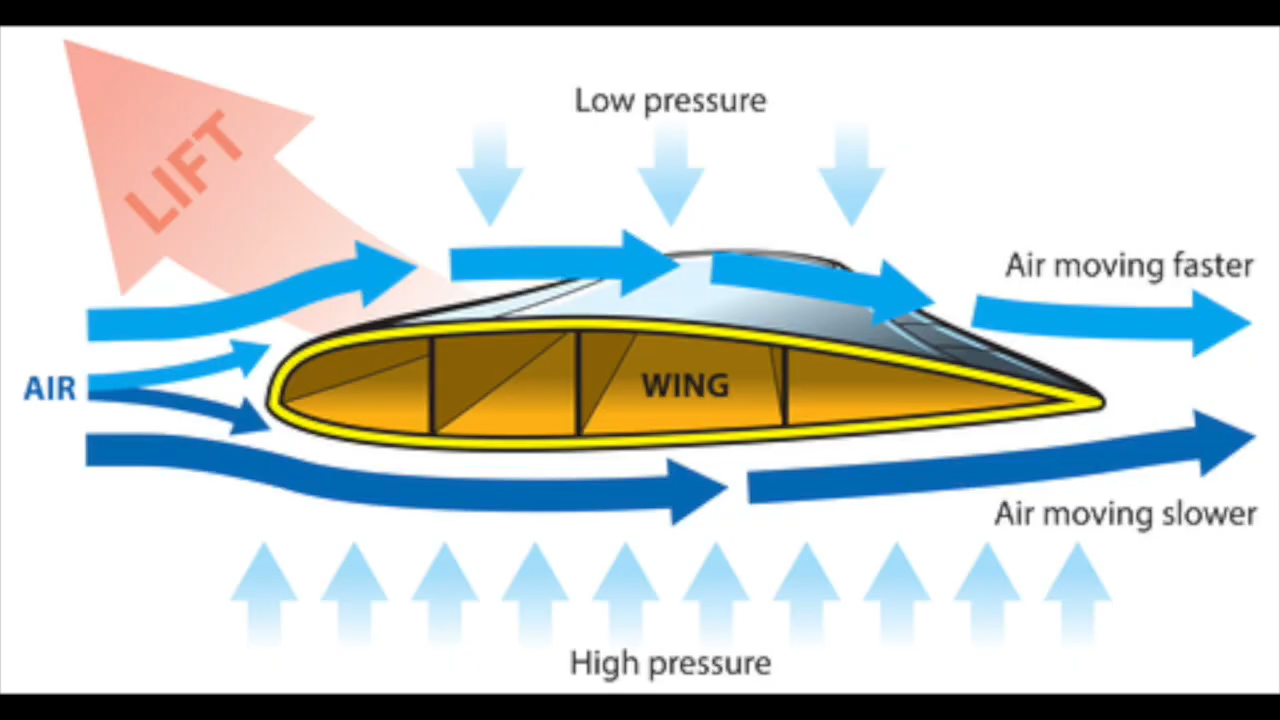 Low pressure
LIFT
Air moving faster
AIR
WING
Air moving slower
High pressure